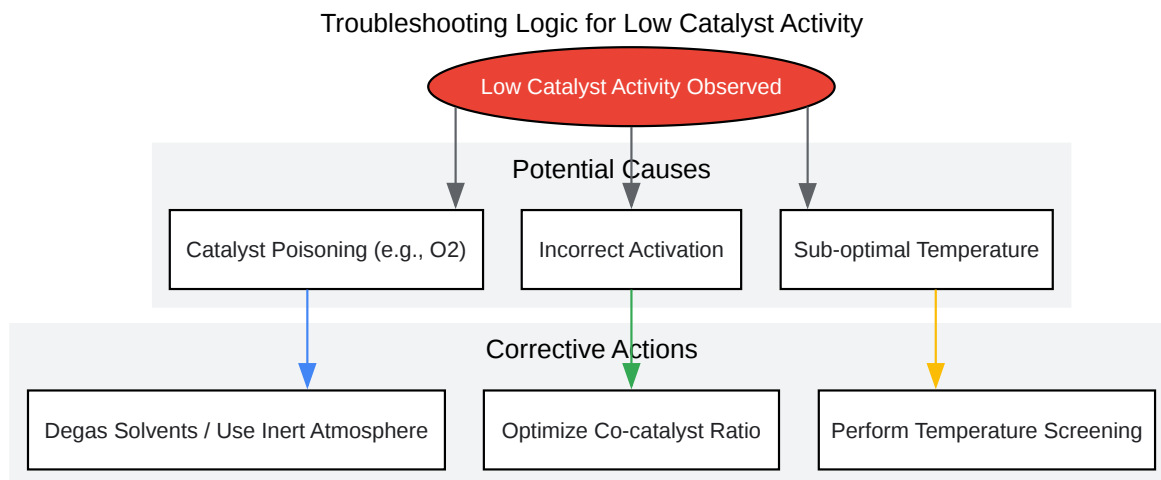 Troubleshooting Logic for Low Catalyst Activity
Low Catalyst Activity Observed
Potential Causes
Catalyst Poisoning (e.g., O2)
Incorrect Activation
Sub-optimal Temperature
Corrective Actions
Degas Solvents / Use Inert Atmosphere
Optimize Co-catalyst Ratio
Perform Temperature Screening